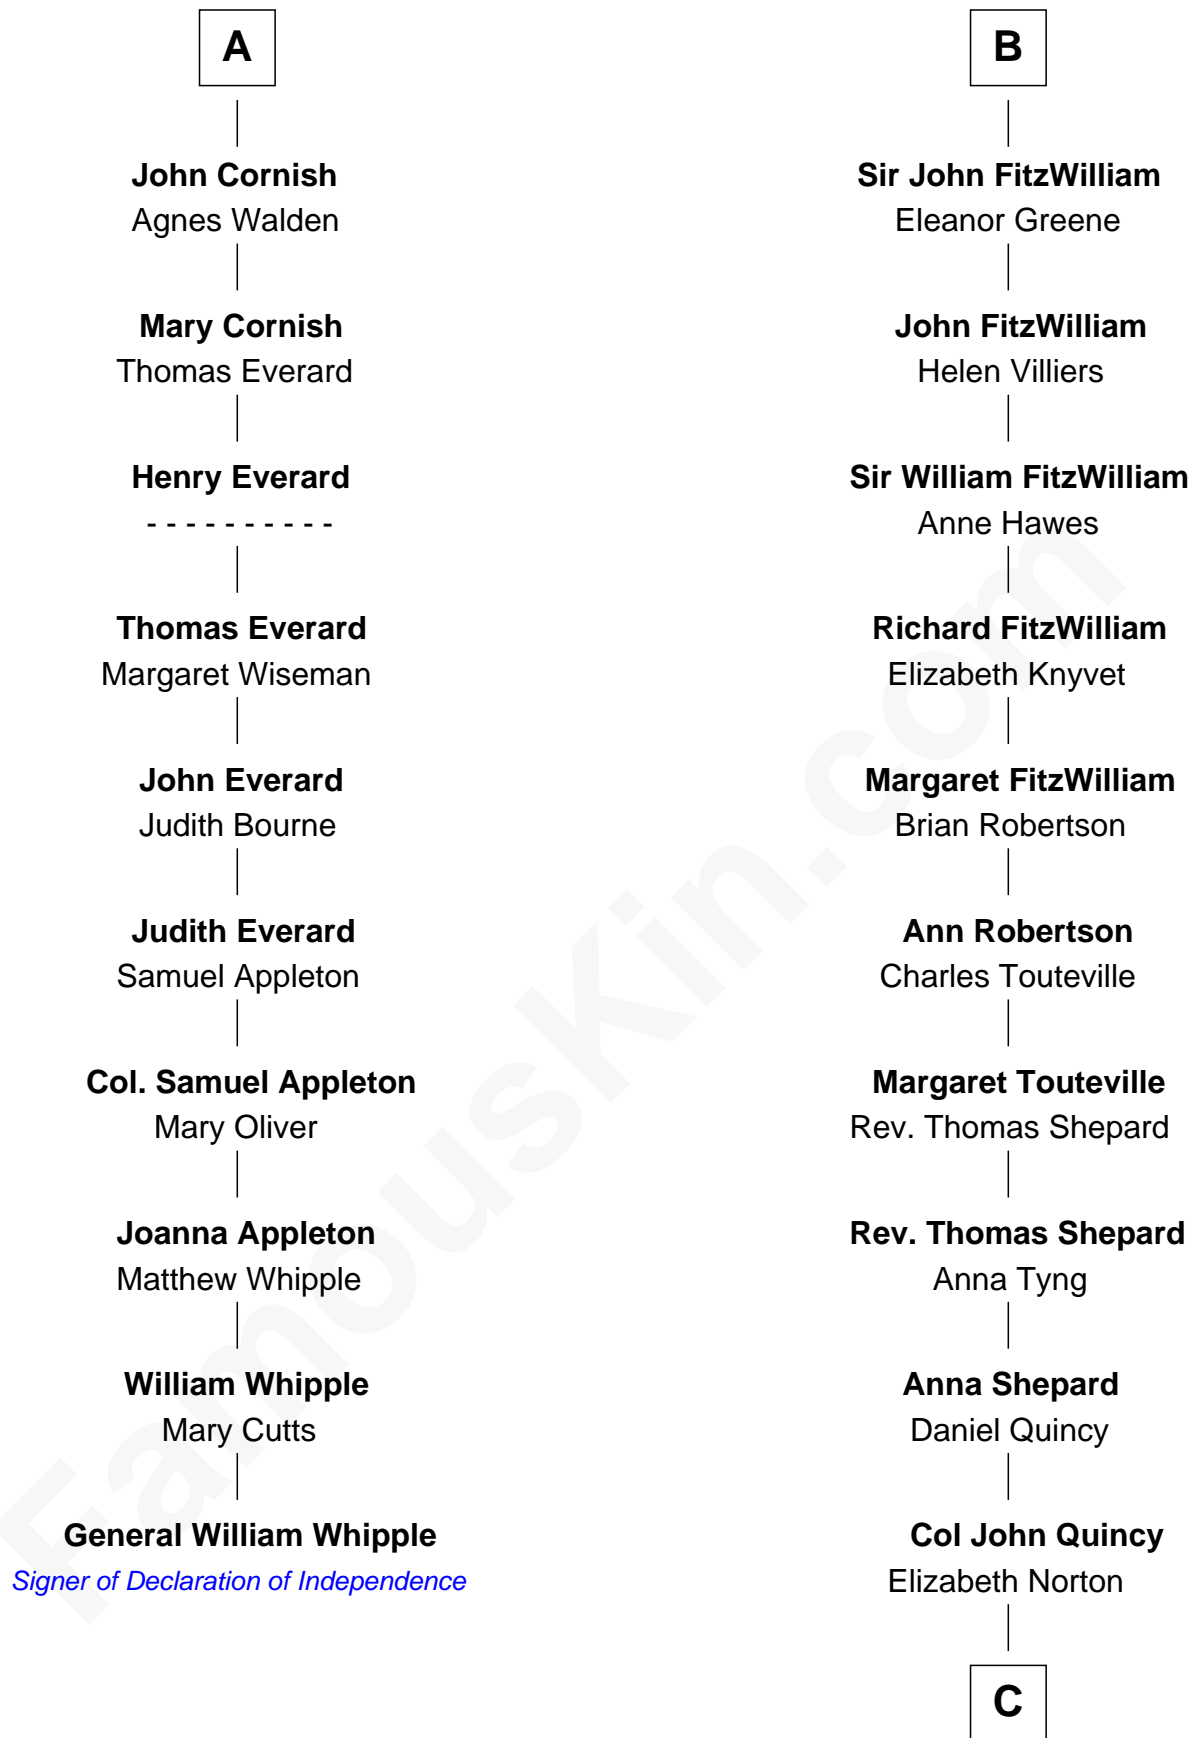 A
John Cornish
Agnes Walden
Mary Cornish
Thomas Everard
Henry Everard
- - - - - - - - - -
Thomas Everard
Margaret Wiseman
John Everard
Judith Bourne
Judith Everard
Samuel Appleton
Col. Samuel Appleton
Mary Oliver
Joanna Appleton
Matthew Whipple
William Whipple
Mary Cutts
General William Whipple
Signer of Declaration of Independence
B
Sir John FitzWilliam
Eleanor Greene
John FitzWilliam
Helen Villiers
Sir William FitzWilliam
Anne Hawes
Richard FitzWilliam
Elizabeth Knyvet
Margaret FitzWilliam
Brian Robertson
Ann Robertson
Charles Touteville
Margaret Touteville
Rev. Thomas Shepard
Rev. Thomas Shepard
Anna Tyng
Anna Shepard
Daniel Quincy
Col John Quincy
Elizabeth Norton
C
FamousKin.com